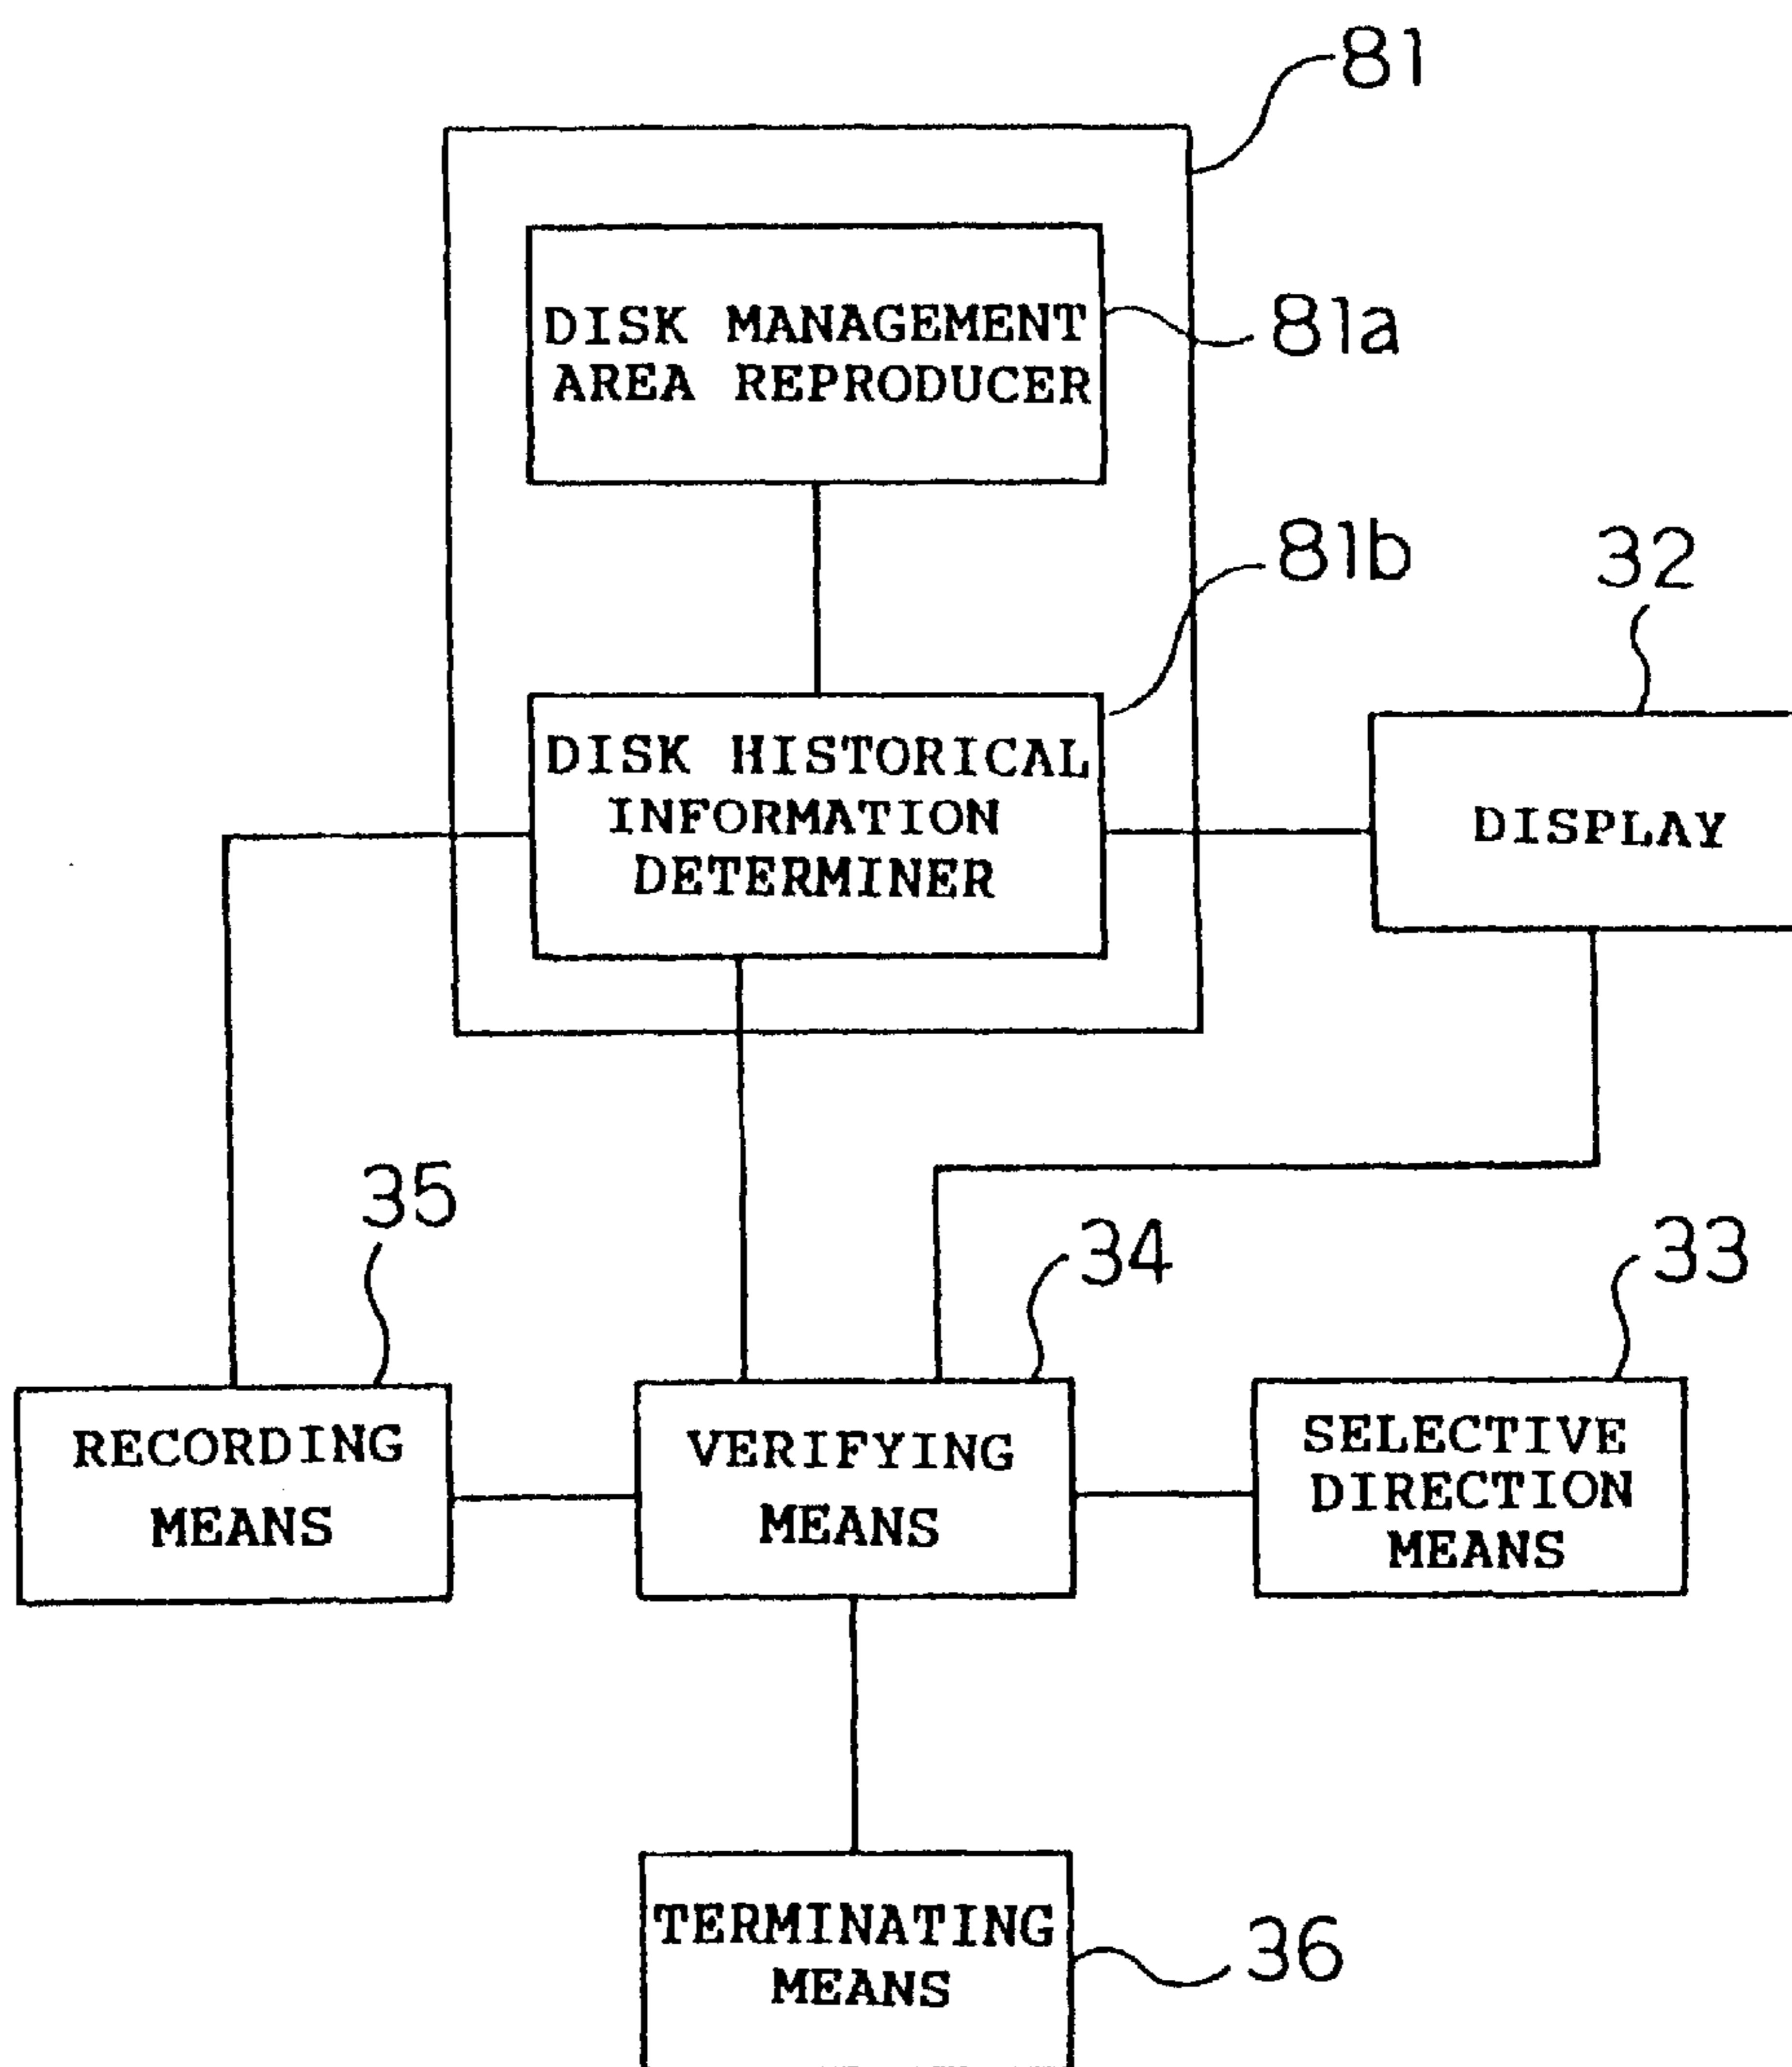 81
DISK MANAGEMENT
AREA REPRODUCER
81a
81b
DISK HISTORICAL
INFORMATION
DETERMINER
32
DISPLAY
35
RECORDING
MEANS
34
VERIFYING
MEANS
33
SELECTIVE
DIRECTION
MEANS
TERMINATING
MEANS
36